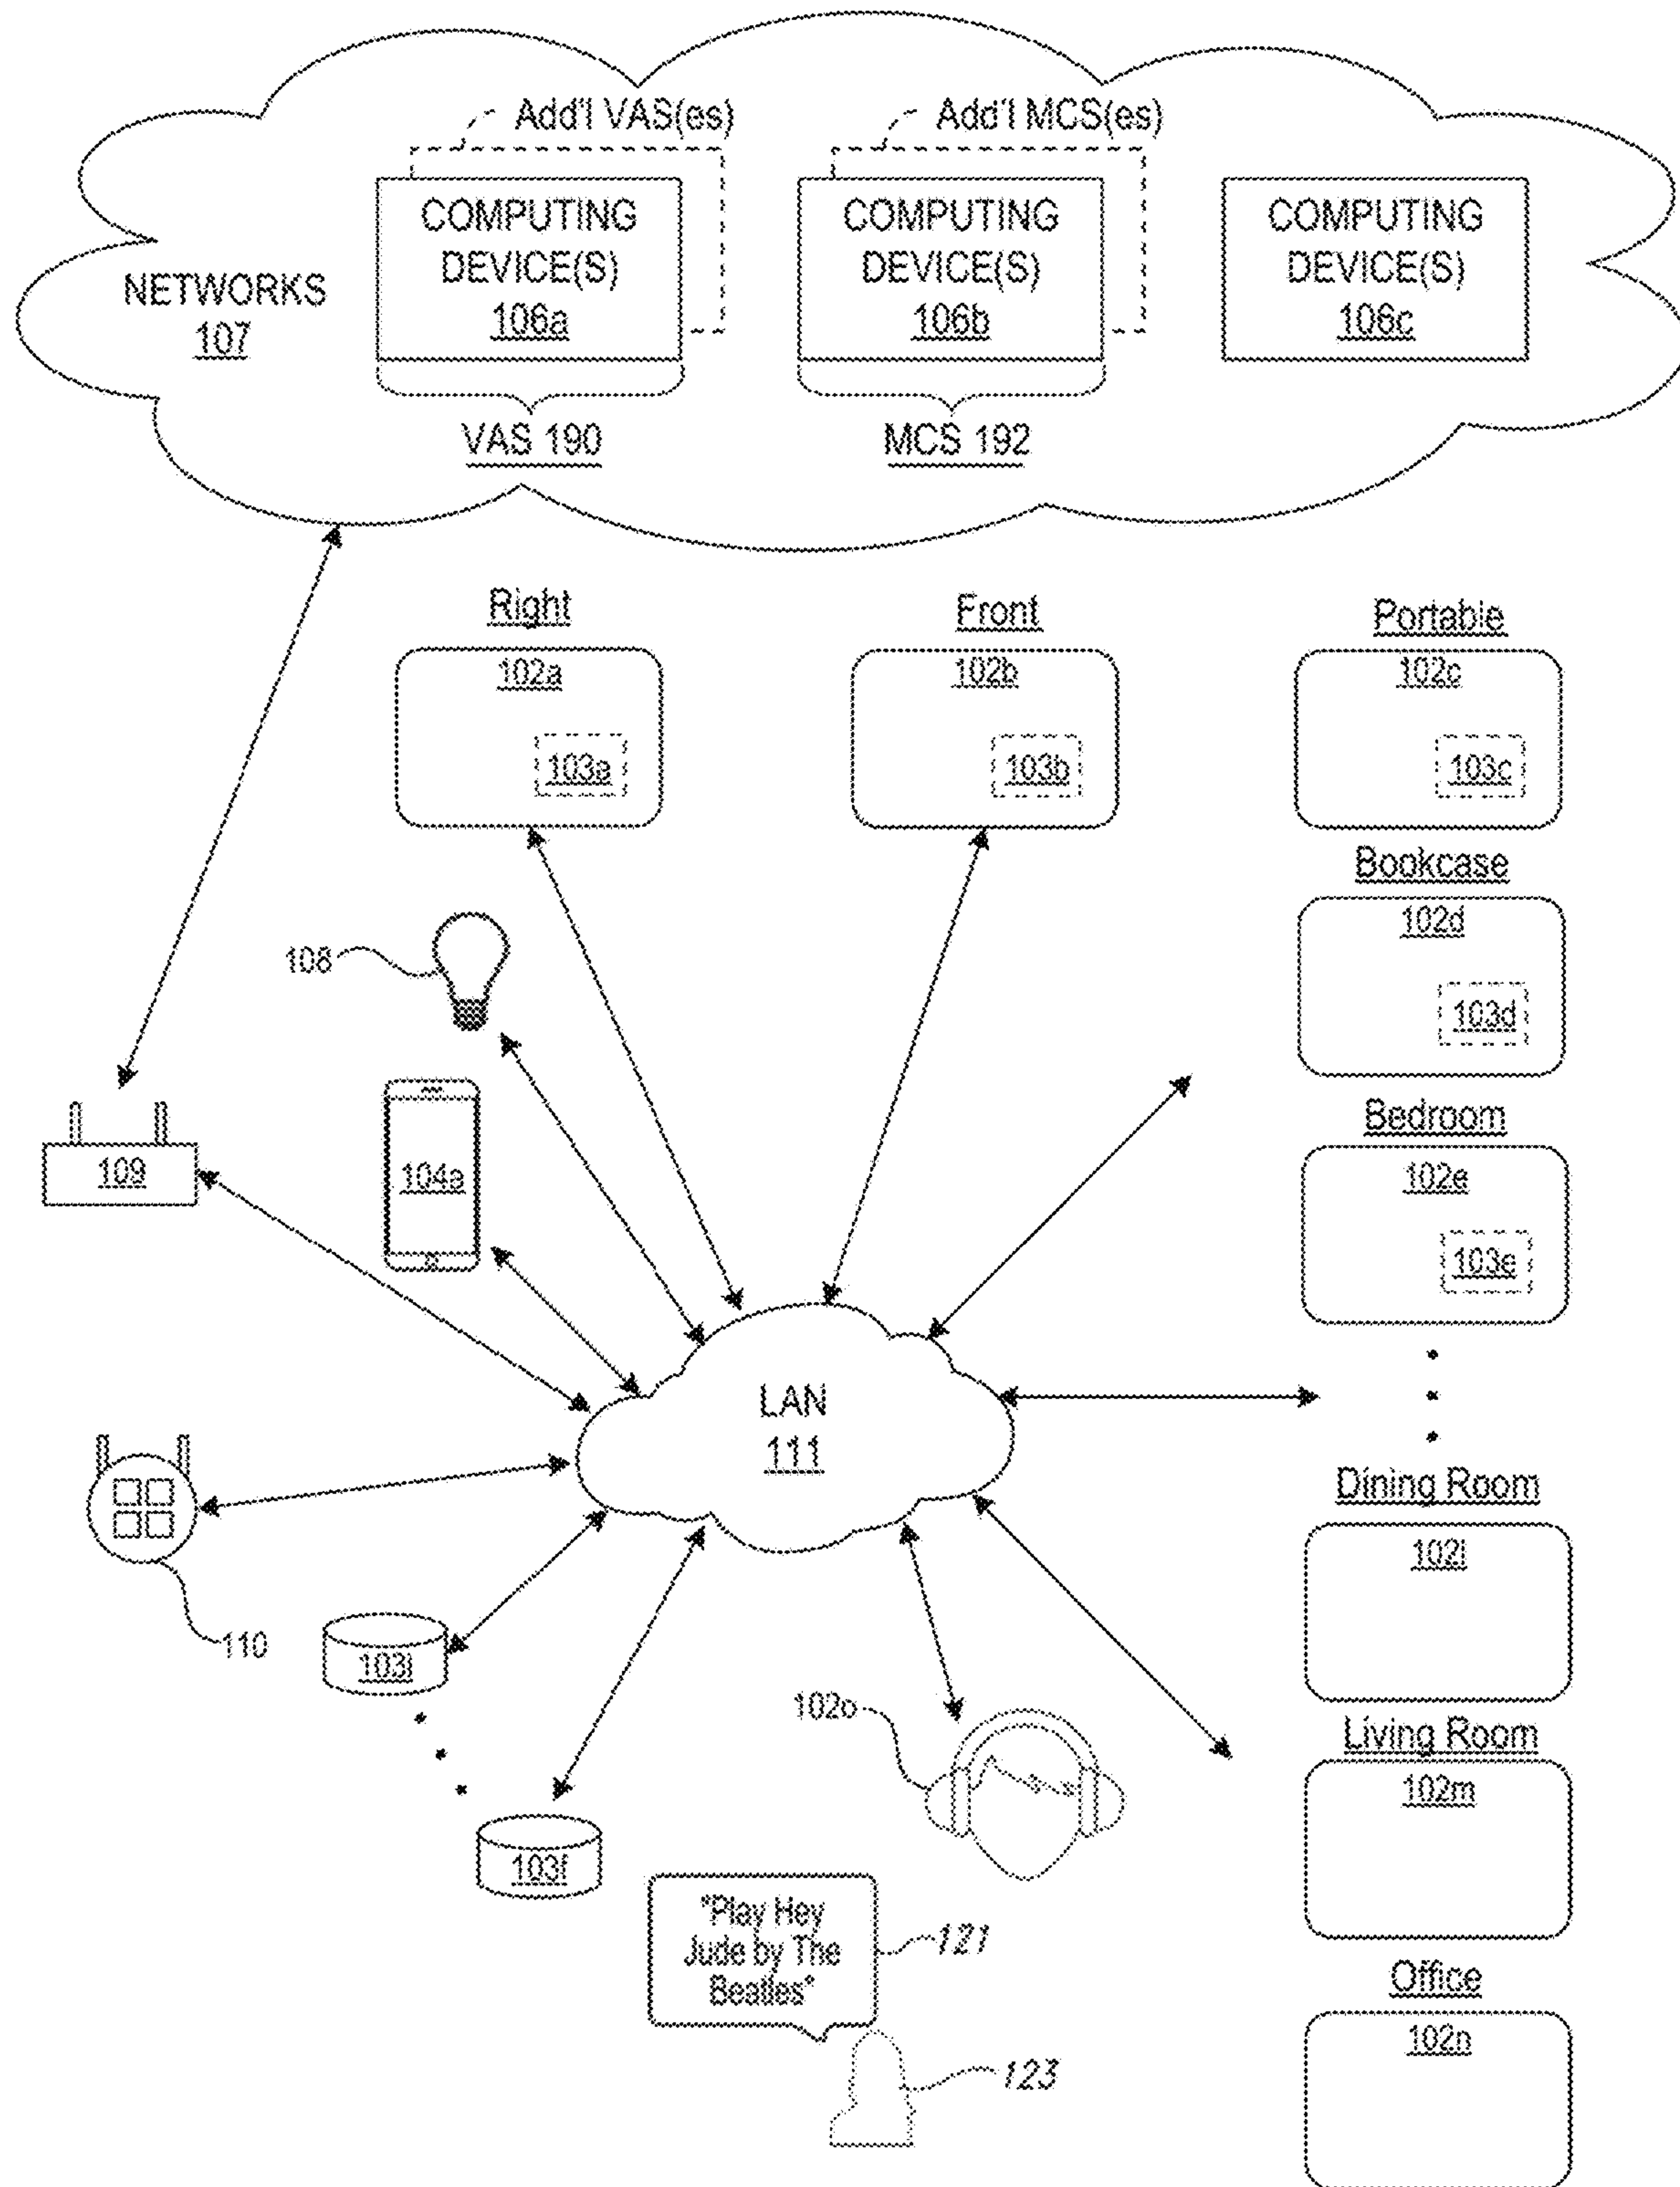 Add'l VAS(es)
Add'l MCS(es)
COMPUTING
DEVICE(S)
106a
COMPUTING
DEVICE(S)
106b
COMPUTING
DEVICE(S)
106c
NETWORKS
107
VAS 190
MCS 192
Right
102a
103a
Front
102b
103b
Portable
102c
103c
Bookcase
102d
103d
108
Bedroom
102e
103e
104a
109
LAN
111
Dining Room
102l
110
103i
102o
Living Room
102m
103f
"Play Hey
Jude by The
Beatles"
121
Office
102n
123